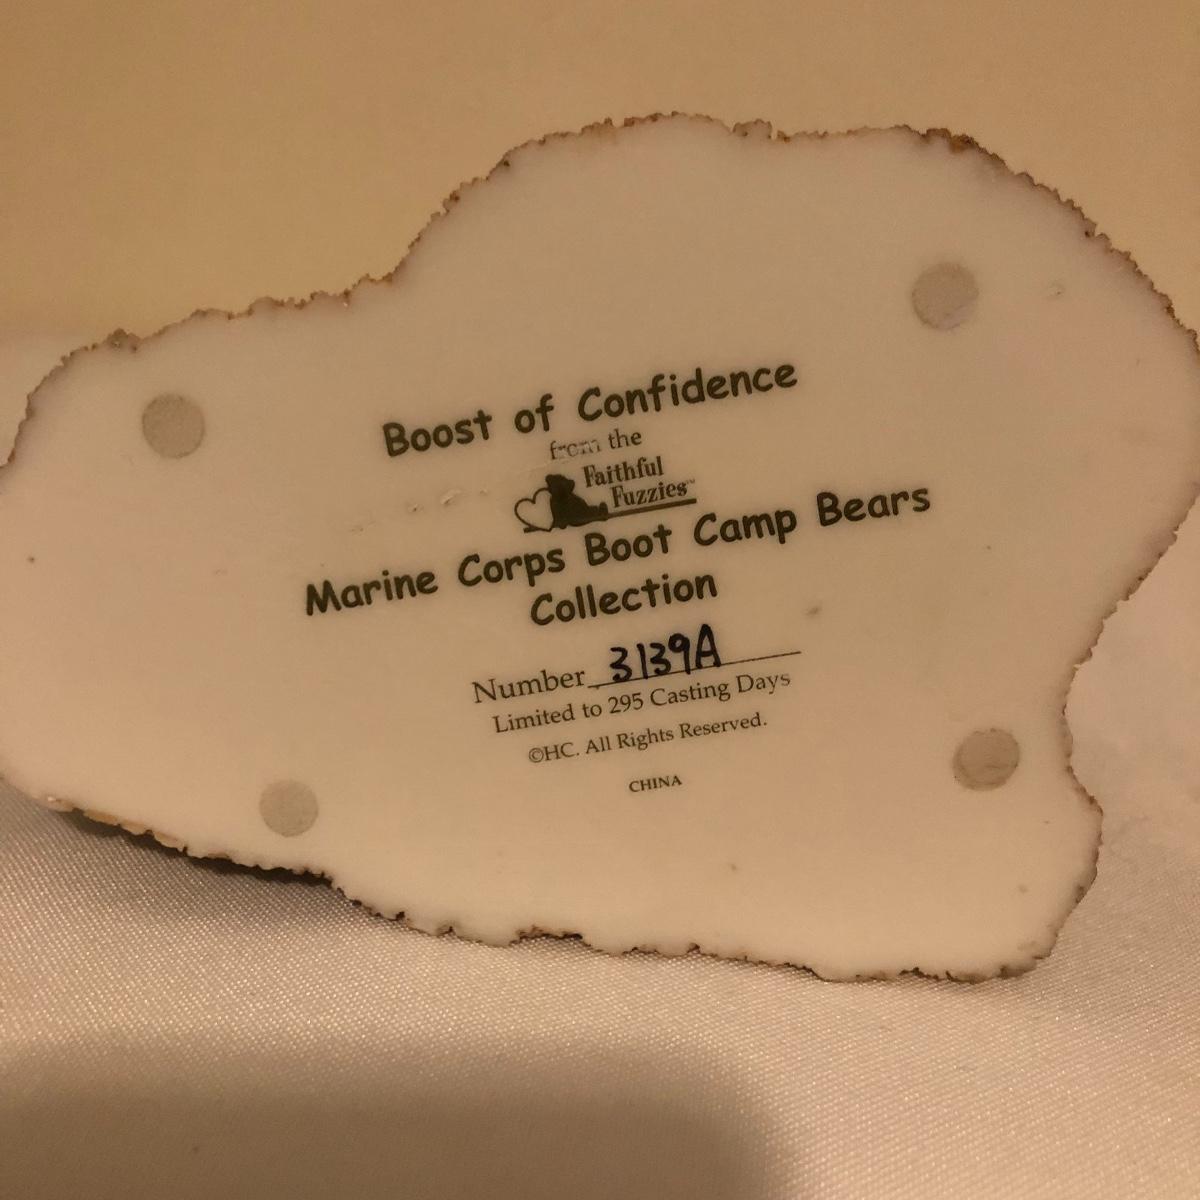 Boost of Confidence
from the
Faithful
Fuzzies™
Marine Corps Boot Camp Bears
Collection
Number 3139A
Limited to 295 Casting Days
©HC. All Rights Reserved.
CHINA